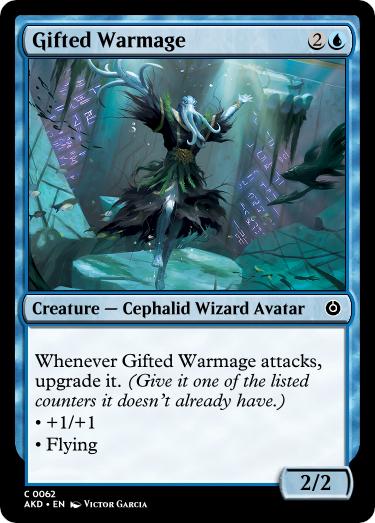 Gifted Warmage 2
Creature — Cephalid Wizard Avatar
Whenever Gifted Warmage attacks,
upgrade it. (Give it one of the listed
counters it doesn't already have.)
• +1/+1
• Flying
2/2
C 0062
AKD • EN Victor Garcia